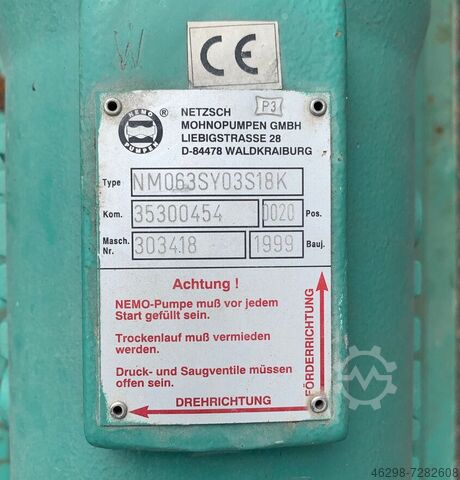 W
CE
NEMO
PUMPEN
®
NETZSCH
P3
MOHNOPUMPEN GMBH
LIEBIGSTRASSE 28
D-84478 WALDKRAIBURG
Type NM063SY03S18K
Kom. 35300454 0020 Pos.
Masch. Nr. 303418 1999 Bauj.
Achtung !
NEMO-Pumpe muß vor jedem
Start gefüllt sein.
Trockenlauf muß vermieden
werden.
Druck- und Saugventile müssen
offen sein.
DREHRICHTUNG
FÖRDERRICHTUNG
46298-7282608